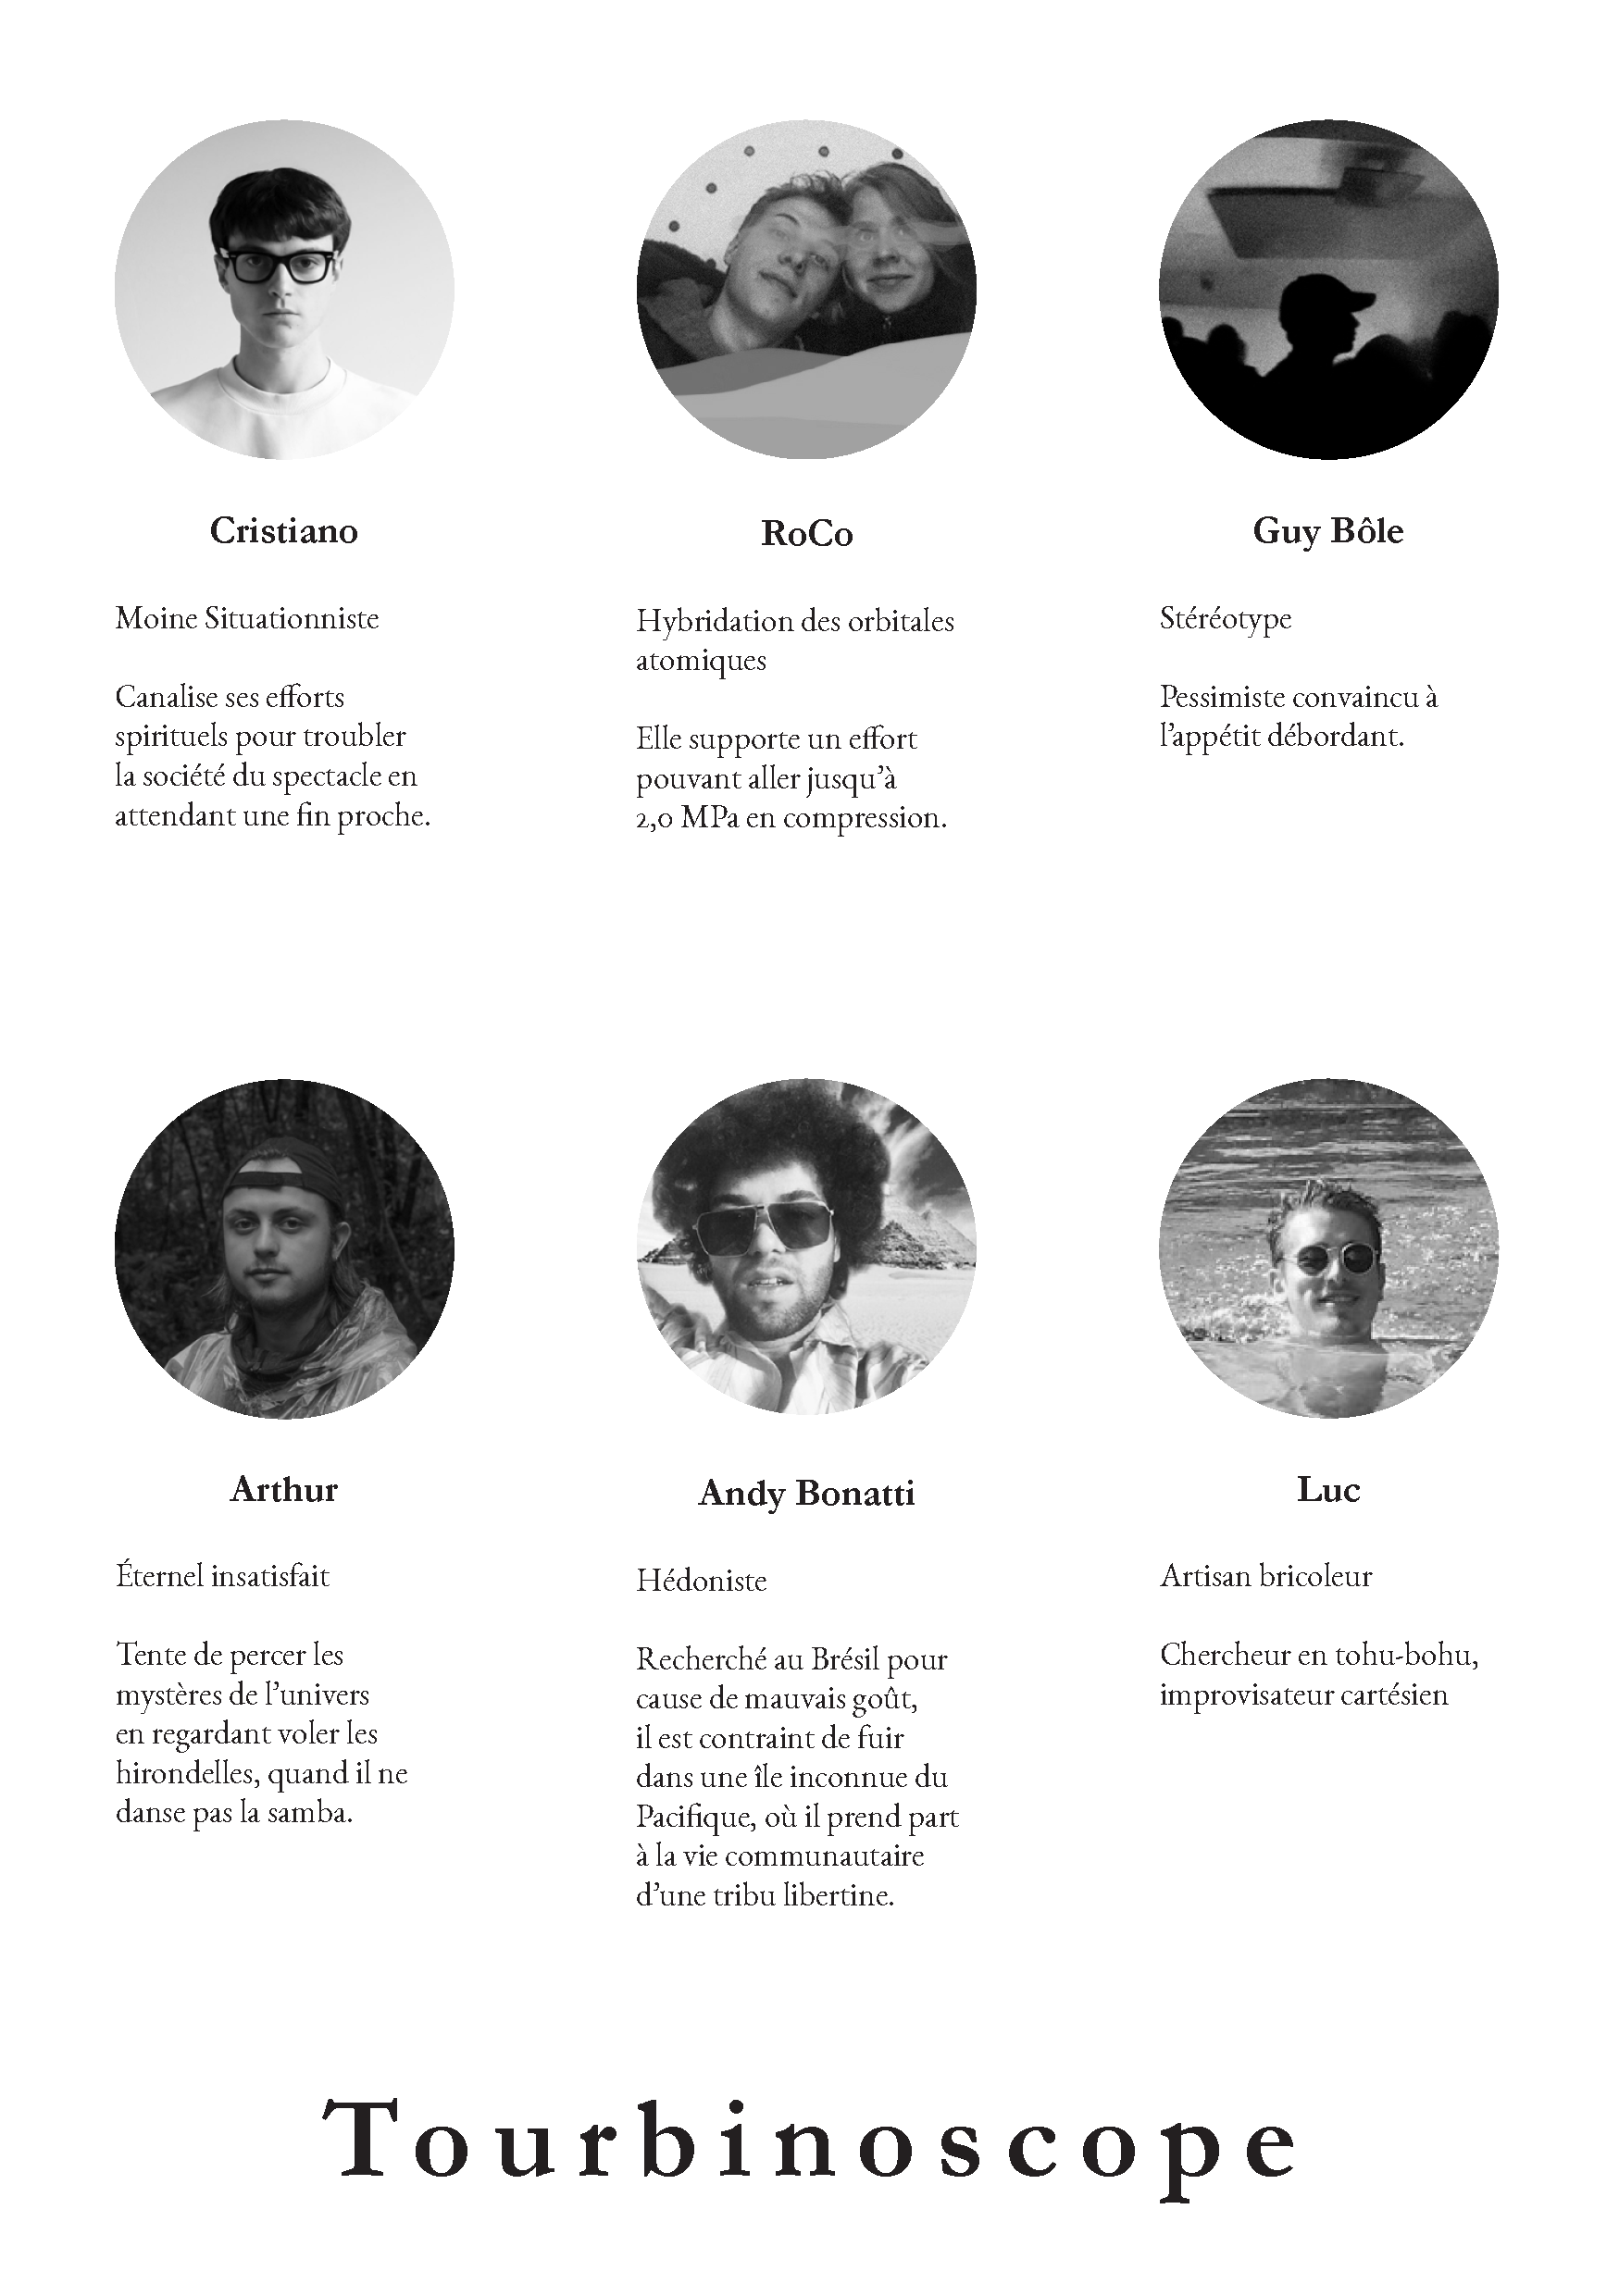 Cristiano
Moine Situationniste
Canalise ses efforts
spirituels pour troubler
la société du spectacle en
attendant une fin proche.
RoCo
Hybridation des orbitales
atomiques
Elle supporte un effort
pouvant aller jusqu’à
2,0 MPa en compression.
Guy Bôle
Stéréotype
Pessimiste convaincu à
l’appétit débordant.
Arthur
Éternel insatisfait
Tente de percer les
mystères de l’univers
en regardant voler les
hirondelles, quand il ne
danse pas la samba.
Andy Bonatti
Hédoniste
Recherché au Brésil pour
cause de mauvais goût,
il est contraint de fuir
dans une île inconnue du
Pacifique, où il prend part
à la vie communautaire
d’une tribu libertine.
Luc
Artisan bricoleur
Chercheur en tohu-bohu,
improvisateur cartésien
Tourbinoscope